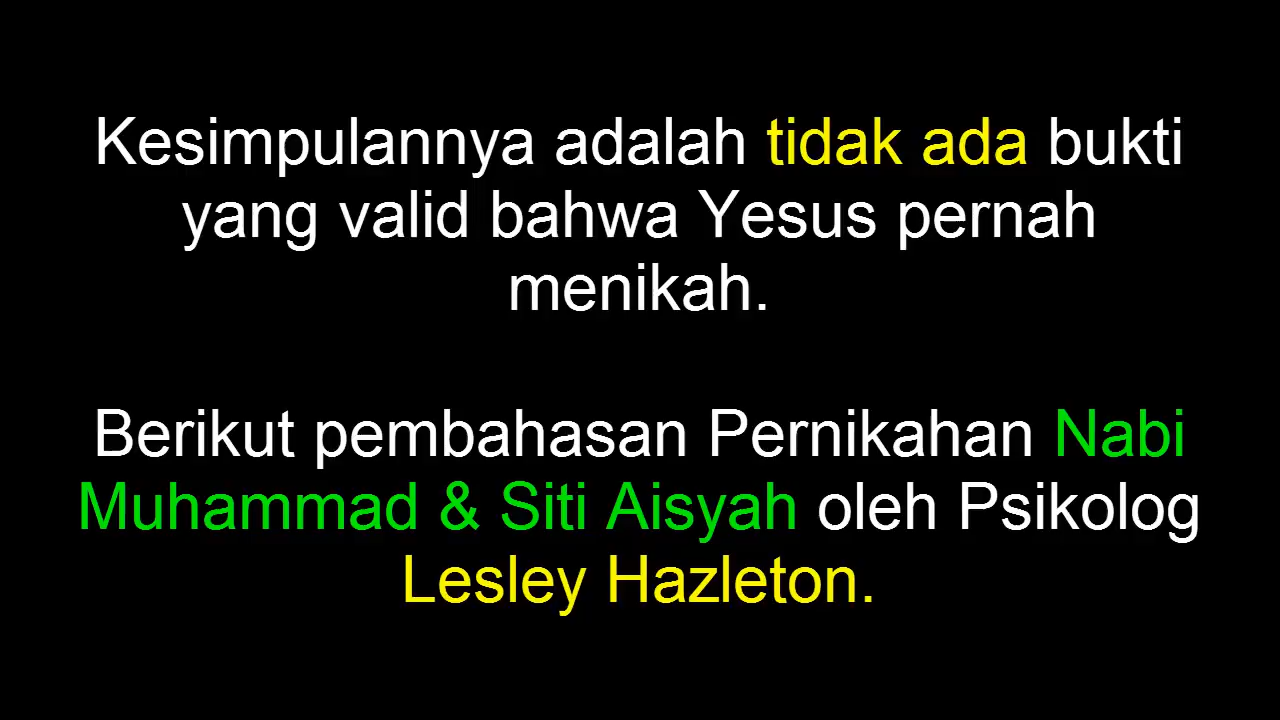 Kesimpulannya adalah tidak ada bukti
yang valid bahwa Yesus pernah
menikah.
Berikut pembahasan Pernikahan Nabi
Muhammad & Siti Aisyah oleh Psikolog
Lesley Hazleton.